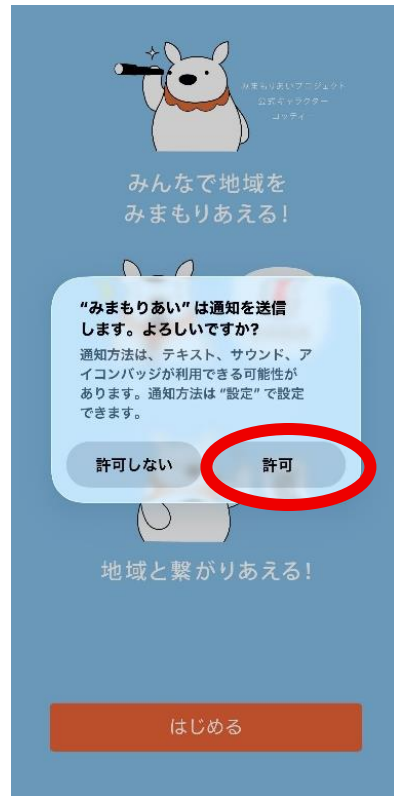 みまもりあいプロジェクト
公式キャラクター
コッティ
みんなで地域を
みまもりあえる!
“みまもりあい” は通知を送信
します。よろしいですか?
通知方法は、テキスト、サウンド、ア
イコンバッジが利用できる可能性が
あります。通知方法は “設定” で設定
できます。
許可しない
許可
地域と繋がりあえる!
はじめる